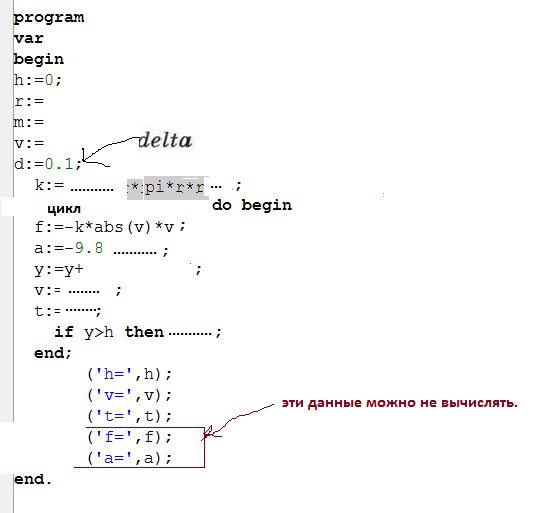 program
var
begin
h:=0;
r:=
m:=
v:=
delta
d:=0.1;
k:= ........... *pi*r*r ... ;
цикл do begin
f:=-k*abs(v)*v ;
a:=-9.8 ........... ;
y:=y+ ;
v:= ........ ;
t:=........;
if y>h then ........... ;
end;
('h=',h);
эти данные можно не вычислять.
('v=',v);
('t=',t);
('f=',f);
('a=',a);
end.